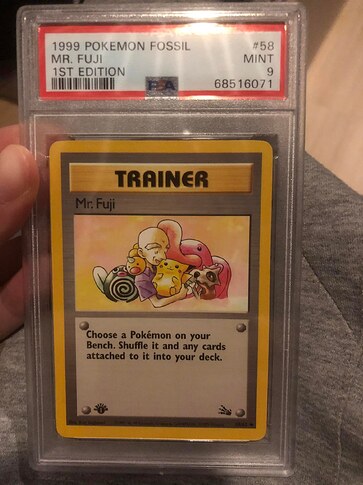 1999 POKEMON FOSSIL #58
MR. FUJI MINT
1ST EDITION 9
PSA 68516071
TRAINER
Mr. Fuji
Choose a Pokémon on your
Bench. Shuffle it and any cards
attached to it into your deck.